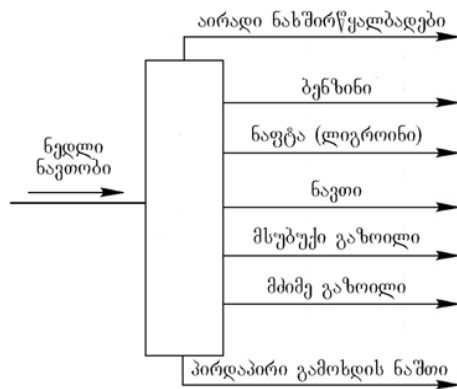 აირადი ნახშირწყალბადები
ბენზინი
ნაფტა (ლიგროინი)
ნედლი
ნავთობი
ნავთი
მსუბუქი გაზოილი
მძიმე გაზოილი
პირდაპირი გამოხდის ნაშთი